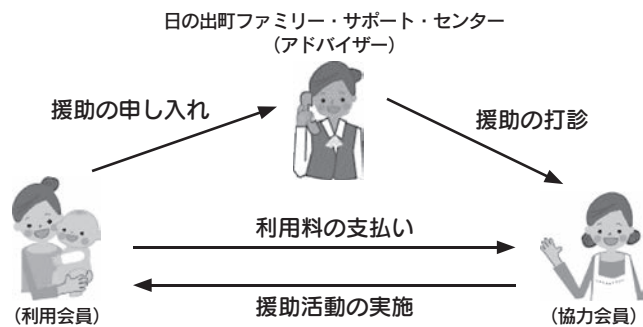 日の出町ファミリー・サポート・センター
（アドバイザー）
援助の申し入れ
援助の打診
利用料の支払い
援助活動の実施
（利用会員）
（協力会員）